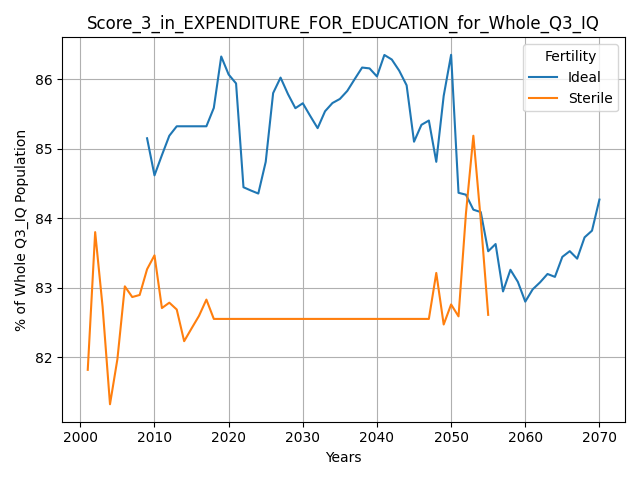 Score_3_in_EXPENDITURE_FOR_EDUCATION_for_Whole_Q3_IQ
% of Whole Q3_IQ Population
86
85
84
83
82
Fertility
Ideal
Sterile
2000 2010 2020 2030 2040 2050 2060 2070
Years